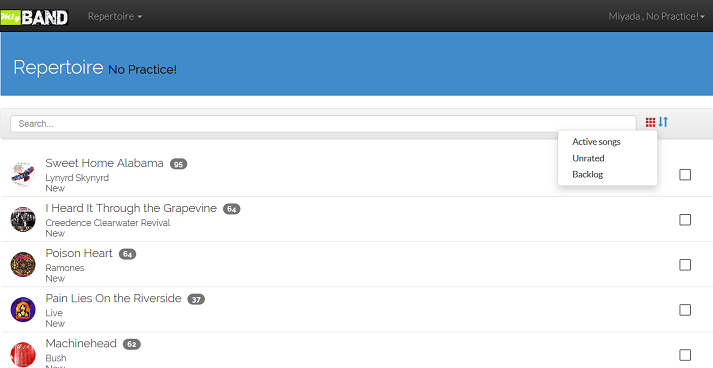 My BAND
Repertoire
Miyada , No Practice!
Repertoire No Practice!
Search...
Active songs
Unrated
Backlog
Sweet Home Alabama 95
Lynyrd Skynyrd
New
I Heard It Through the Grapevine 64
Creedence Clearwater Revival
New
Poison Heart 64
Ramones
New
Pain Lies On the Riverside 37
Live
New
Machinehead 62
Bush
New